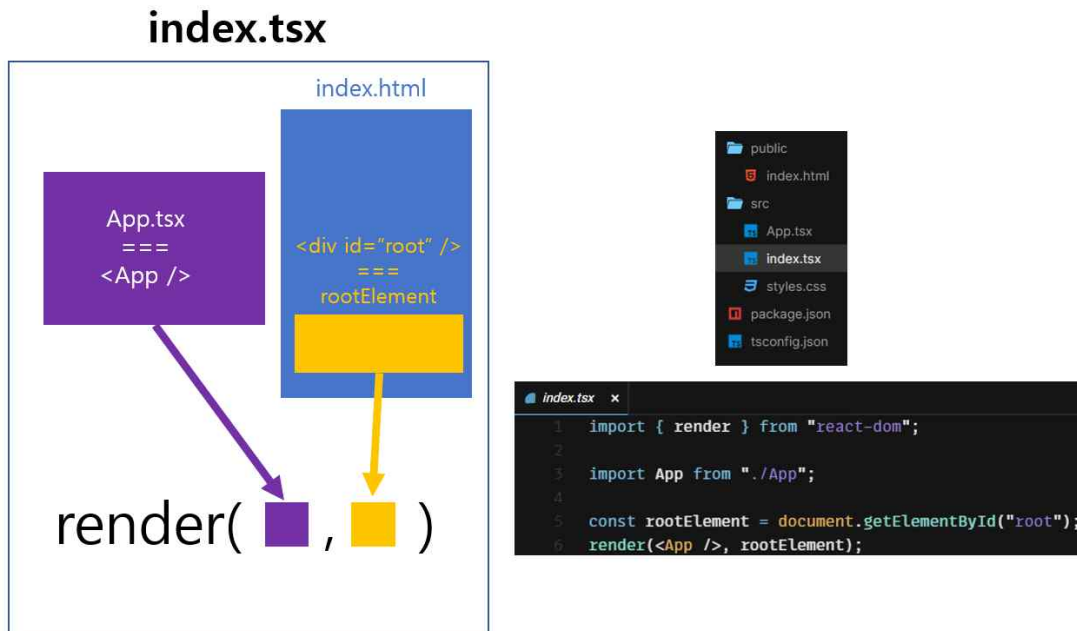 index.tsx
index.html
App.tsx
===
<App />
<div id="root" />
===
rootElement
render( , )
public
index.html
src
App.tsx
index.tsx
styles.css
package.json
tsconfig.json
index.tsx ×
1 import { render } from "react-dom";
2
3 import App from "./App";
4
5 const rootElement = document.getElementById("root");
6 render(<App />, rootElement);